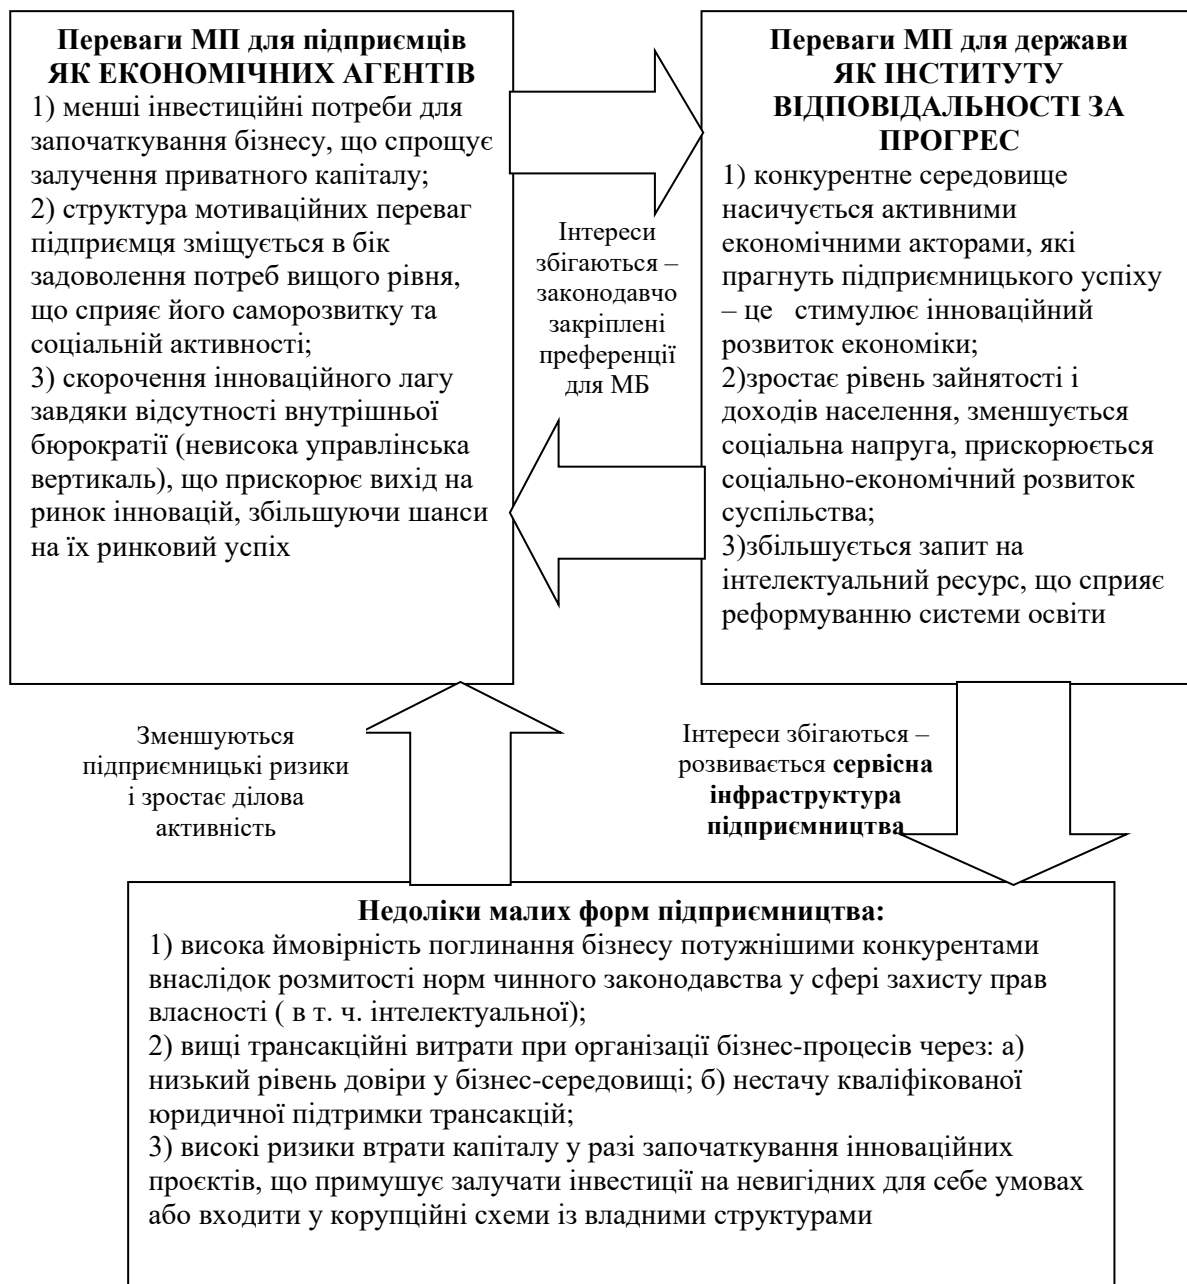 Переваги МП для підприємців
ЯК ЕКОНОМІЧНИХ АГЕНТІВ
1) менші інвестиційні потреби для
започаткування бізнесу, що спрощує
залучення приватного капіталу;
2) структура мотиваційних переваг
підприємця зміщується в бік
задоволення потреб вищого рівня,
що сприяє його саморозвитку та
соціальній активності;
3) скорочення інноваційного лагу
завдяки відсутності внутрішньої
бюрократії (невисока управлінська
вертикаль), що прискорює вихід на
ринок інновацій, збільшуючи шанси
на їх ринковий успіх
Інтереси
збігаються –
законодавчо
закріплені
преференції
для МБ
Переваги МП для держави
ЯК ІНСТИТУТУ
ВІДПОВІДАЛЬНОСТІ ЗА
ПРОГРЕС
1) конкурентне середовище
насичується активними
економічними акторами, які
прагнуть підприємницького успіху
– це стимулює інноваційний
розвиток економіки;
2)зростає рівень зайнятості і
доходів населення, зменшується
соціальна напруга, прискорюється
соціально-економічний розвиток
суспільства;
3)збільшується запит на
інтелектуальний ресурс, що сприяє
реформуванню системи освіти
Зменшуються
підприємницькі ризики
і зростає ділова
активність
Інтереси збігаються –
розвивається сервісна
інфраструктура
підприємництва
Недоліки малих форм підприємництва:
1) висока ймовірність поглинання бізнесу потужнішими конкурентами
внаслідок розмитості норм чинного законодавства у сфері захисту прав
власності ( в т. ч. інтелектуальної);
2) вищі трансакційні витрати при організації бізнес-процесів через: а)
низький рівень довіри у бізнес-середовищі; б) нестачу кваліфікованої
юридичної підтримки трансакцій;
3) високі ризики втрати капіталу у разі започаткування інноваційних
проєктів, що примушує залучати інвестиції на невигідних для себе умовах
або входити у корупційні схеми із владними структурами